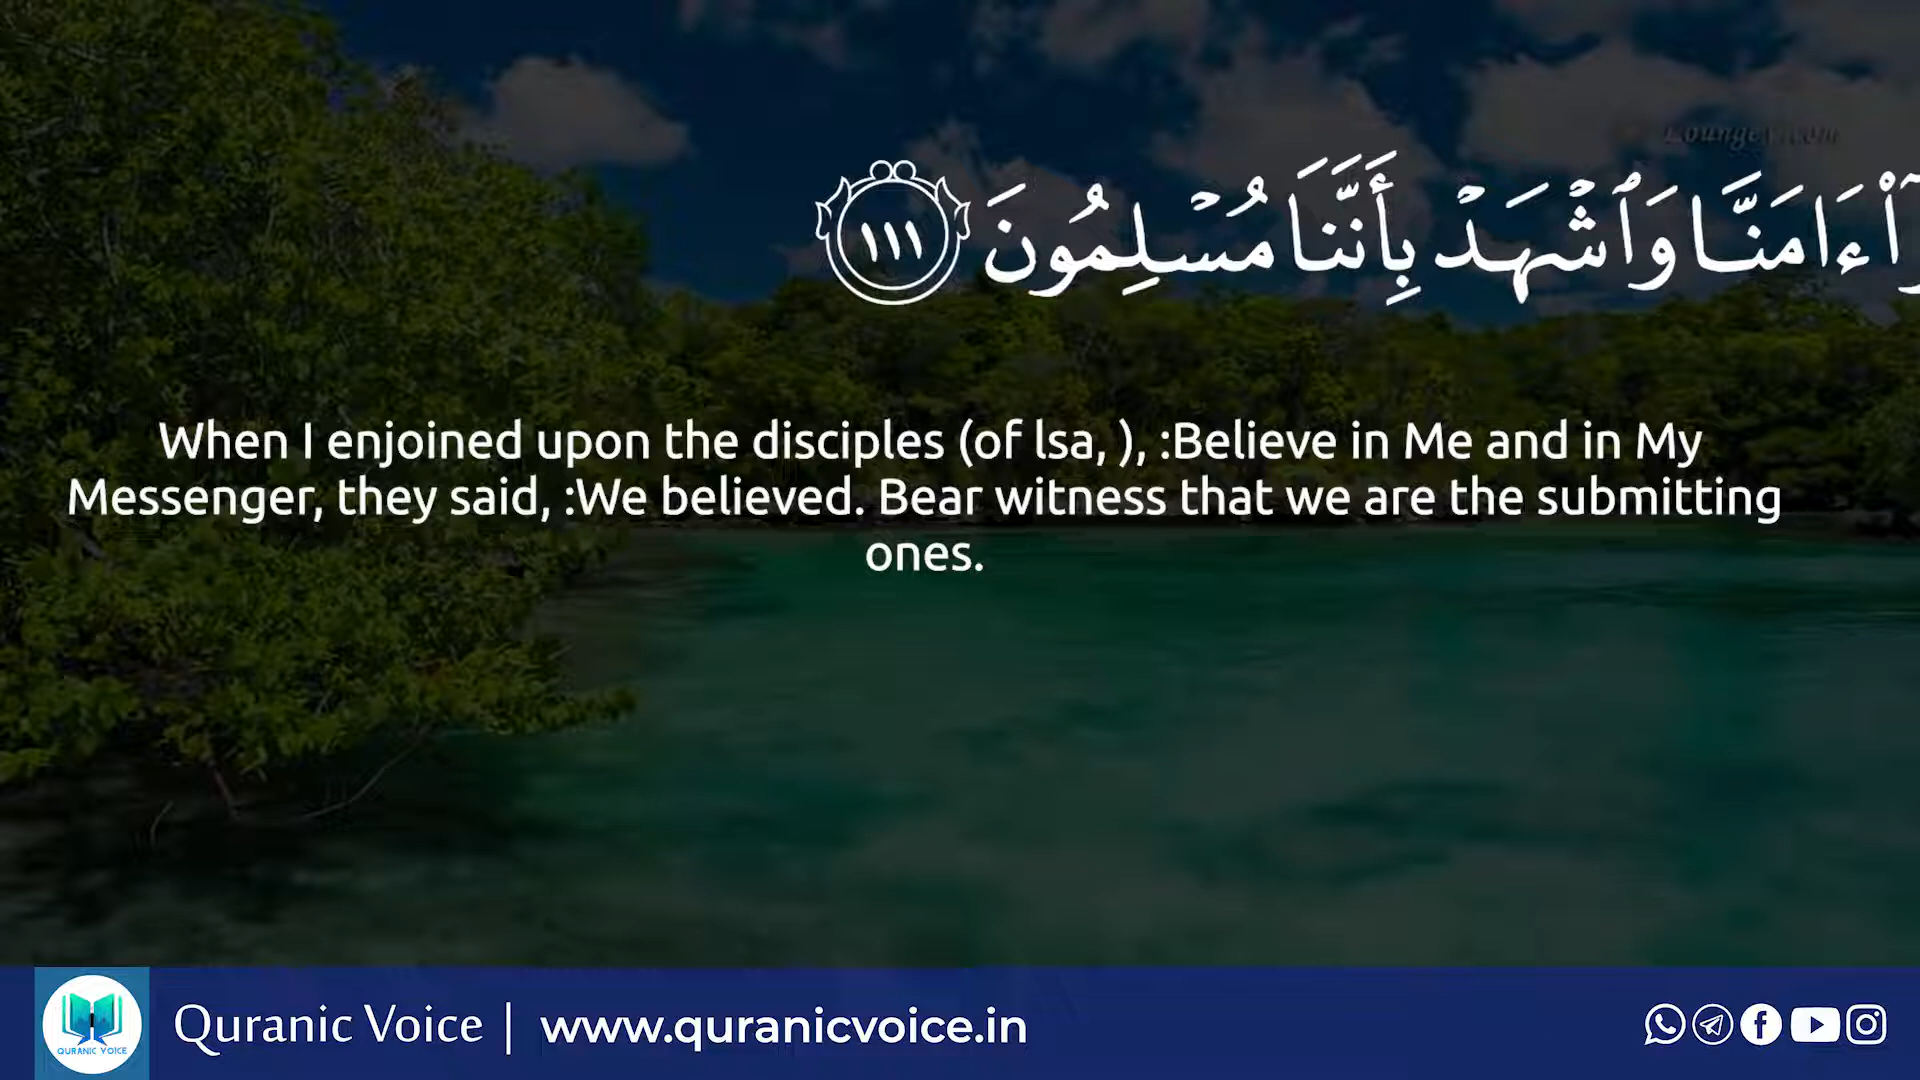 ءَامَنَّا وَٱشْهَدْ بِأَنَّنَا مُسْلِمُونَ ١١١
When I enjoined upon the disciples (of lsa, ), :Believe in Me and in My
Messenger, they said, :We believed. Bear witness that we are the submitting
ones.
QURANIC VOICE
Quranic Voice | www.quranicvoice.in